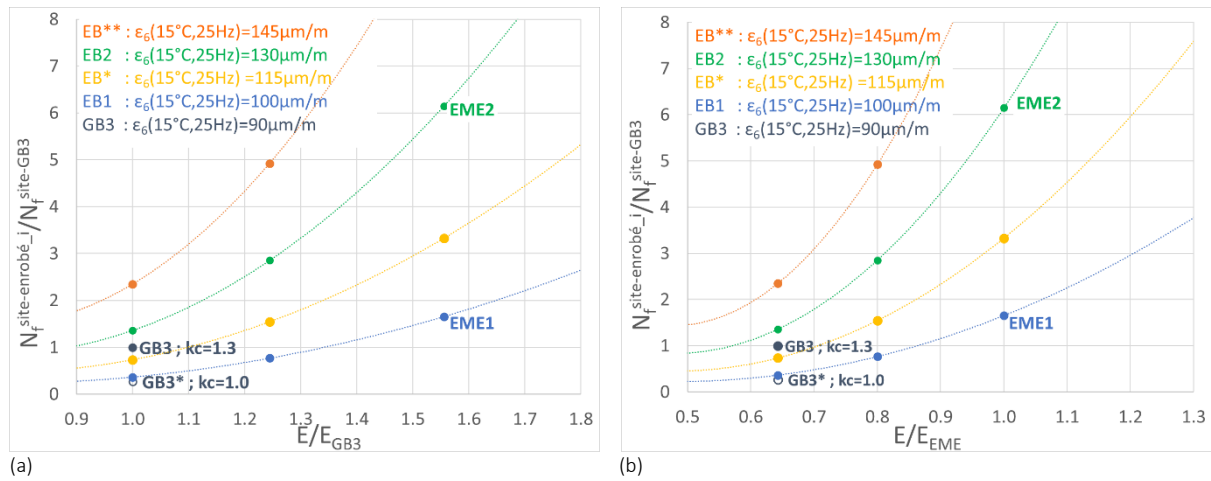 8
7
6
5
4
3
2
1
0
N_f^site-enrobé_i/N_f^site-GB3
EB** : ε₆(15°C,25Hz)=145µm/m
EB2 : ε₆(15°C,25Hz)=130µm/m
EB* : ε₆(15°C,25Hz) =115µm/m
EB1 : ε₆(15°C,25Hz)=100µm/m
GB3 : ε₆(15°C,25Hz)=90µm/m
EME2
EME1
GB3 ; kc=1.3
GB3* ; kc=1.0
0.9 1.0 1.1 1.2 1.3 1.4 1.5 1.6 1.7 1.8
E/E_GB3
(a)
8
7
6
5
4
3
2
1
0
N_f^site-enrobé_i/N_f^site-GB3
EB** : ε₆(15°C,25Hz)=145µm/m
EB2 : ε₆(15°C,25Hz)=130µm/m
EB* : ε₆(15°C,25Hz) =115µm/m
EB1 : ε₆(15°C,25Hz)=100µm/m
GB3 : ε₆(15°C,25Hz)=90µm/m
EME2
EME1
GB3 ; kc=1.3
GB3* ; kc=1.0
0.5 0.6 0.7 0.8 0.9 1.0 1.1 1.2 1.3
E/E_EME
(b)